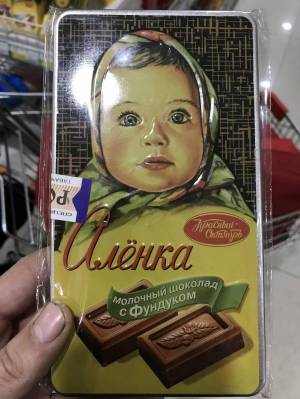 Алёнка
Красный
Октябрь
молочный шоколад
с Фундуком